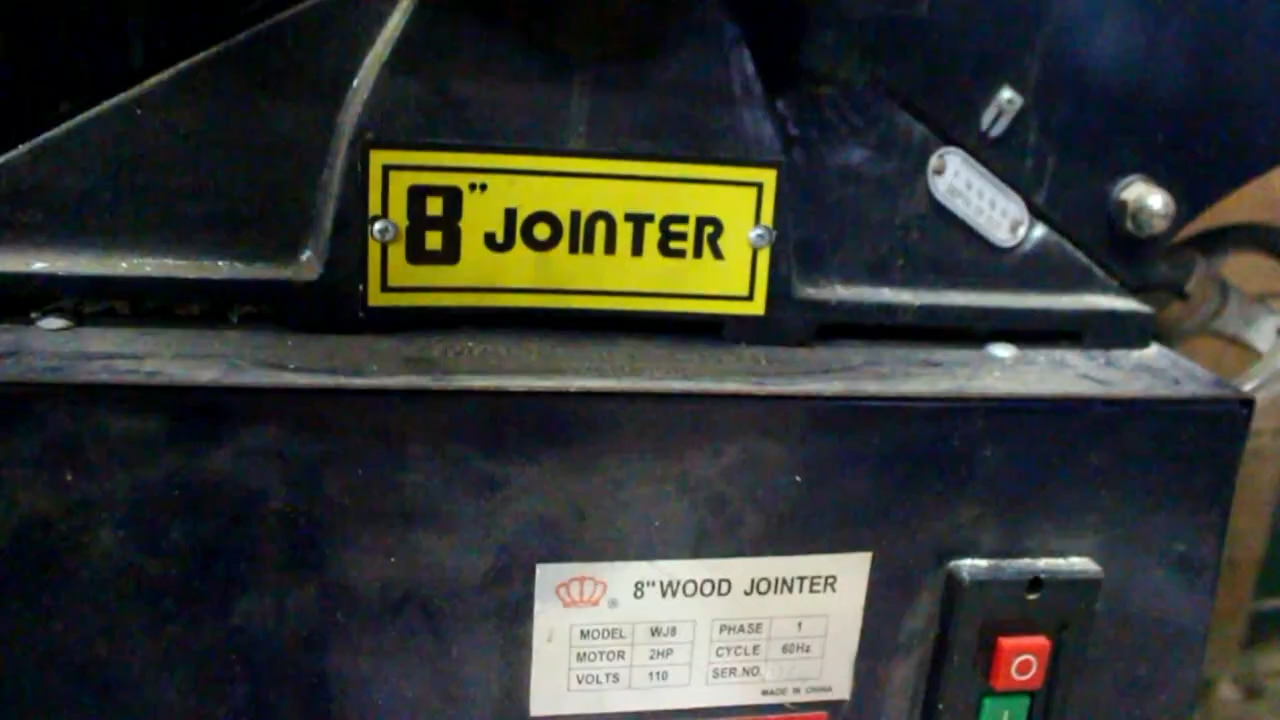 8" JOINTER
® 8" WOOD JOINTER
MODEL WJ8 PHASE 1
MOTOR 2HP CYCLE 60Hz
VOLTS 110 SER.NO.
MADE IN CHINA
O
I